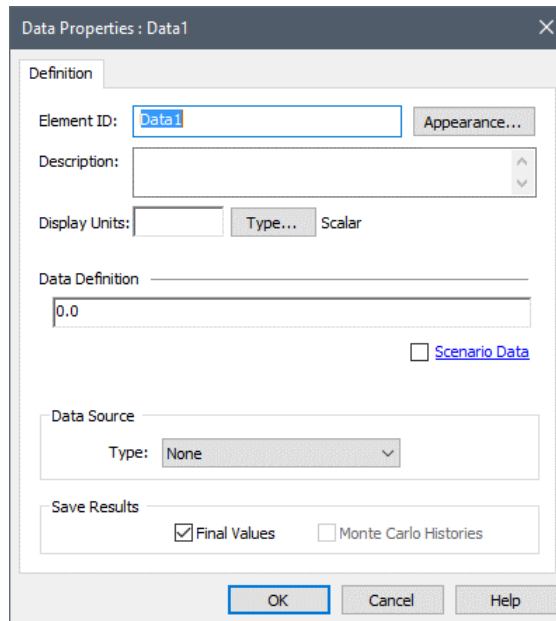 Data Properties : Data1
Definition
Element ID: Data1 Appearance...
Description:
Display Units: Type... Scalar
Data Definition
0.0
Scenario Data
Data Source
Type: None
Save Results
Final Values Monte Carlo Histories
OK Cancel Help